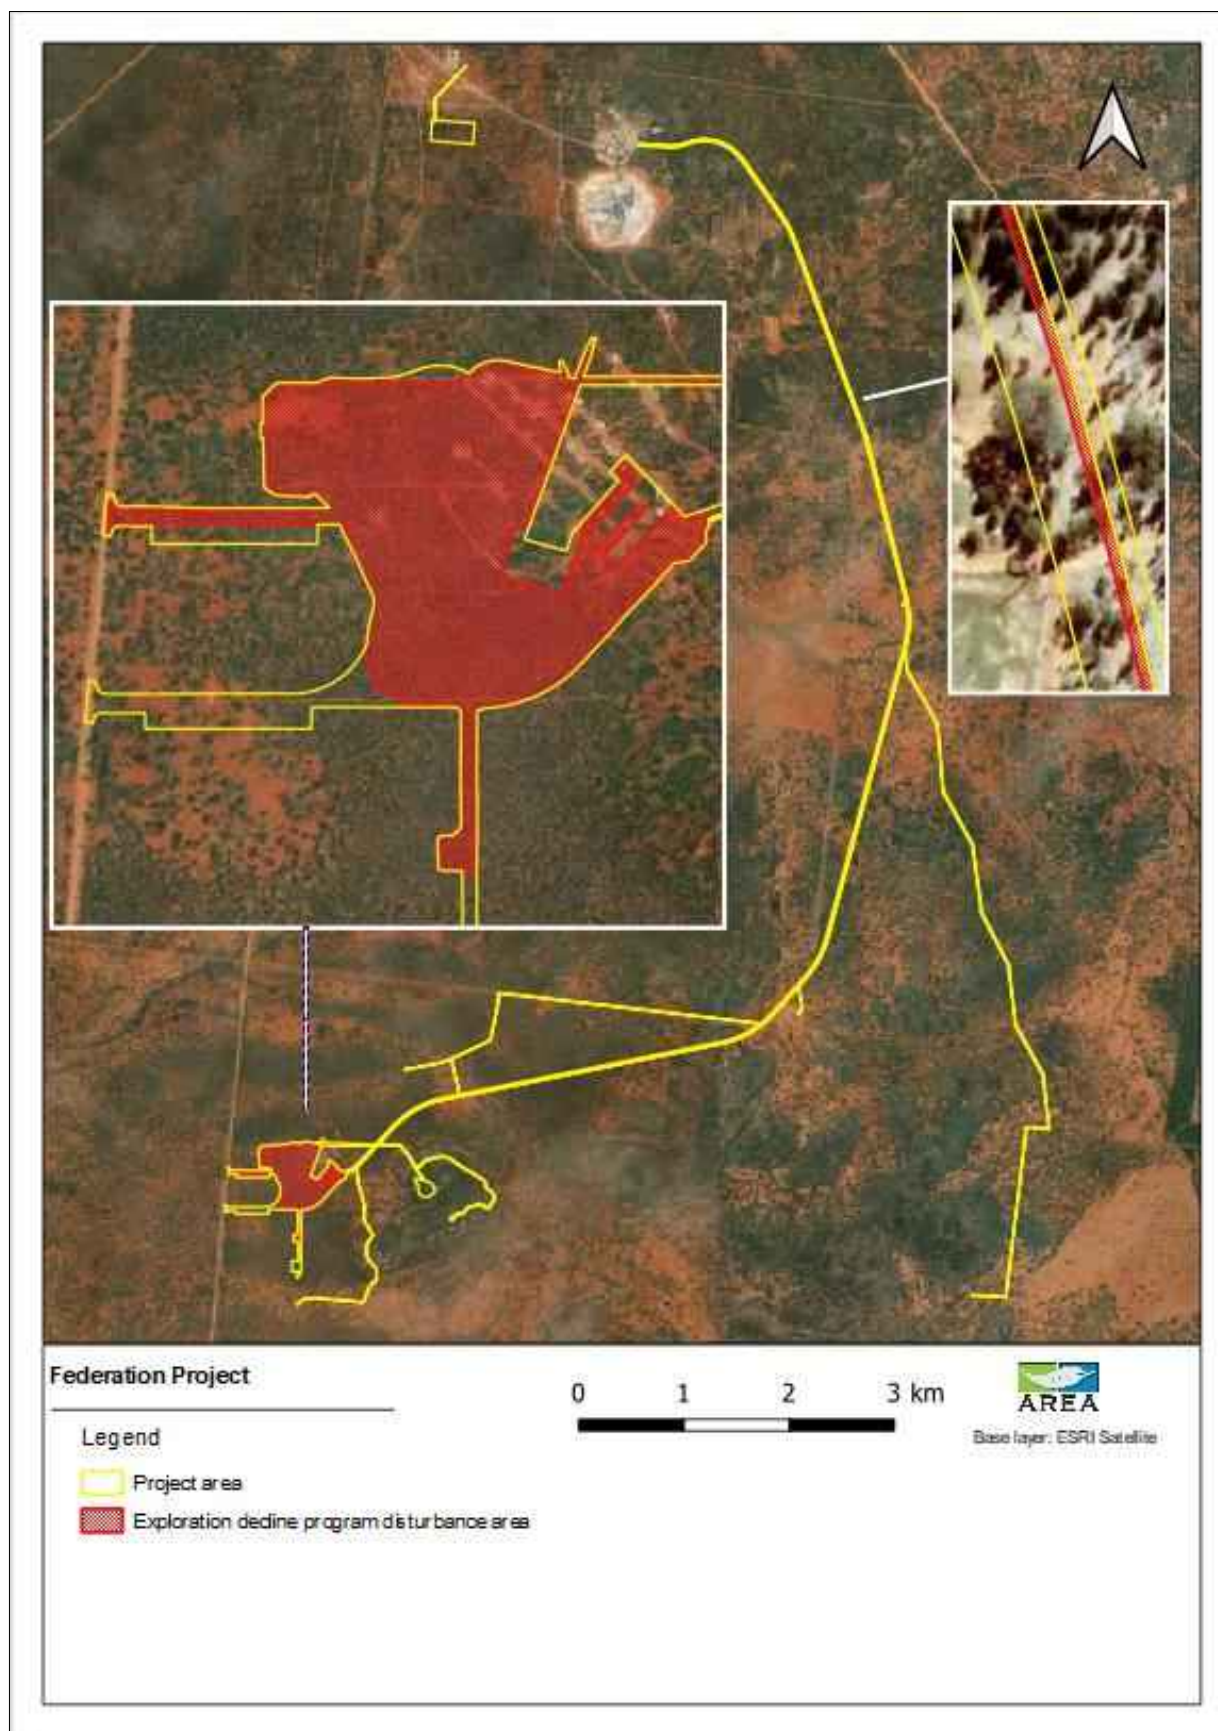 Federation Project
Legend
Project area
Exploration decline program disturbance area
0 1 2 3 km
AREA
Base layer: ESRI Satellite